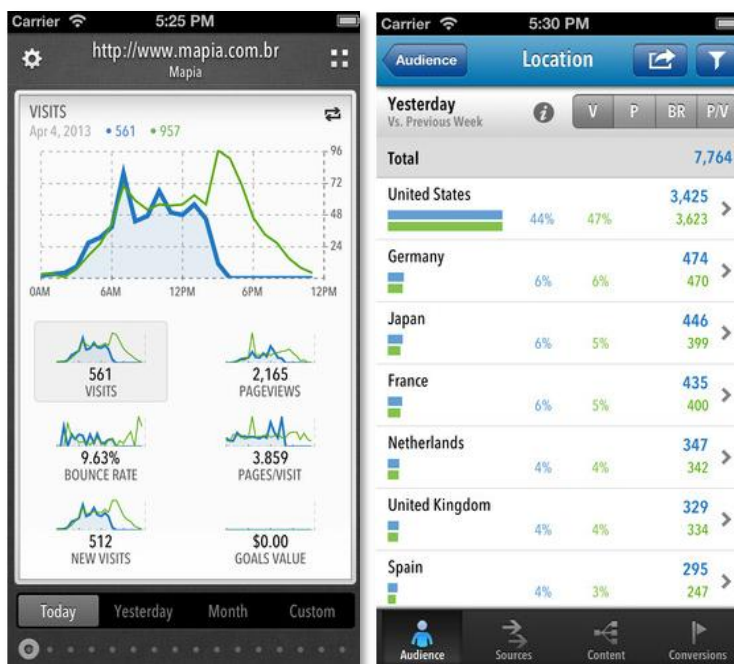 Carrier 5:25 PM
http://www.mapia.com.br
Mapia
VISITS
Apr 4, 2013 • 561 • 957
96
72
48
24
0AM 6AM 12PM 6PM 12PM
561 2,165
VISITS PAGEVIEWS
9.63% 3.859
BOUNCE RATE PAGES/VISIT
512 $0.00
NEW VISITS GOALS VALUE
Today Yesterday Month Custom
Carrier 5:30 PM
Audience Location
Yesterday
Vs. Previous Week
i V P BR P/V
Total 7,764
United States 3,425
44% 47% 3,623
Germany 474
6% 6% 470
Japan 446
6% 5% 399
France 435
6% 5% 400
Netherlands 347
4% 4% 342
United Kingdom 329
4% 4% 334
Spain 295
4% 3% 247
Audience Sources Content Conversions